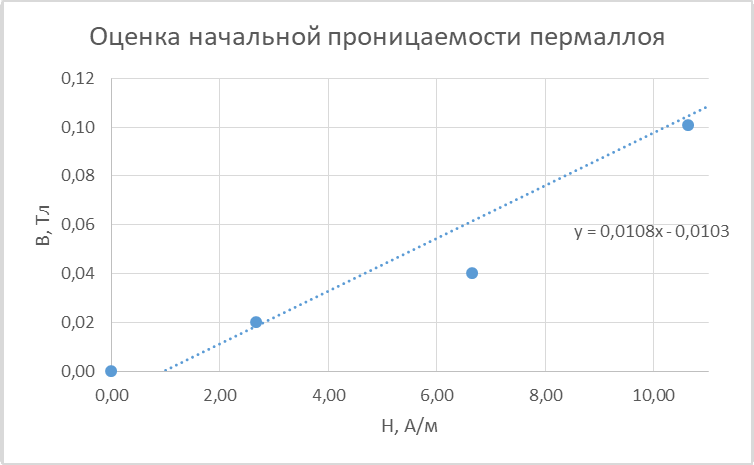 Оценка начальной проницаемости пермаллоя
0,12
0,10
0,08
0,06
0,04
0,02
0,00
В, Тл
y = 0,0108x - 0,0103
0,00 2,00 4,00 6,00 8,00 10,00
Н, А/м